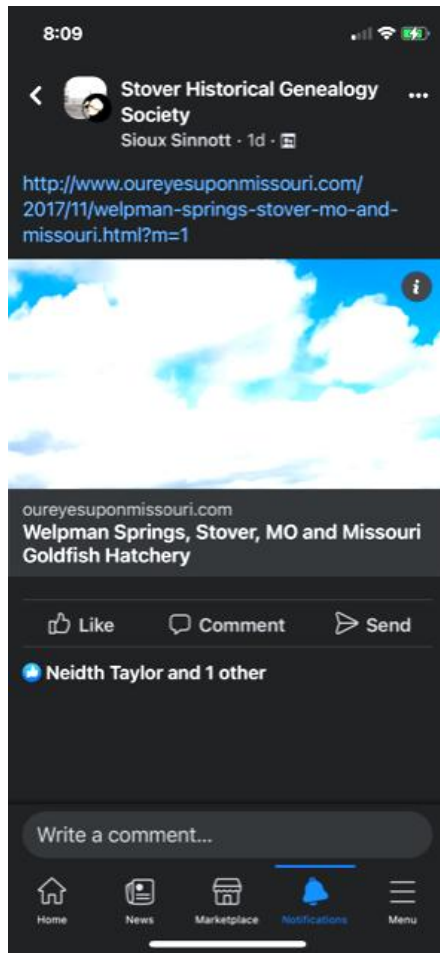 8:09
Stover Historical Genealogy
Society
Sioux Sinnott · 1d ·
http://www.oureyesuponmissouri.com/
2017/11/welpman-springs-stover-mo-and-
missouri.html?m=1
i
oureyesuponmissouri.com
Welpman Springs, Stover, MO and Missouri
Goldfish Hatchery
Like Comment Send
Neidth Taylor and 1 other
Write a comment...
Home News Marketplace Notifications Menu